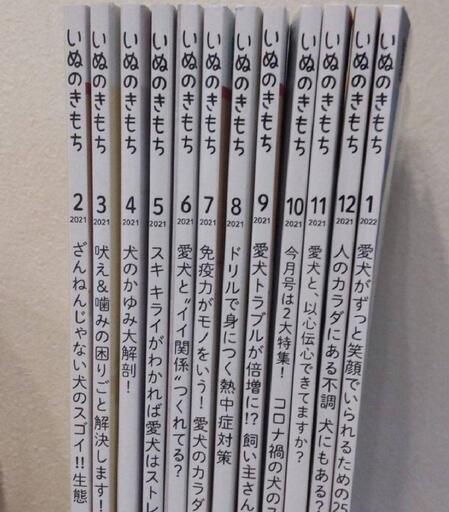 いぬのきもち 2 2021 ざんねんじゃない犬のスゴイ!!生態
いぬのきもち 3 2021 吠え&噛みの困りごと解決します!
いぬのきもち 4 2021 犬のかゆみ大解剖!
いぬのきもち 5 2021 スキ キライがわかれば愛犬はストレ
いぬのきもち 6 2021 愛犬と“イイ関係”つくれてる?
いぬのきもち 7 2021 免疫力がモノをいう! 愛犬のカラダ
いぬのきもち 8 2021 ドリルで身につく熱中症対策
いぬのきもち 9 2021 愛犬トラブルが倍増に!? 飼い主さん
いぬのきもち 10 2021 今月号は2大特集! コロナ禍の犬のス
いぬのきもち 11 2021 愛犬と、以心伝心できてますか?
いぬのきもち 12 2021 人のカラダにある不調 犬にもある?
いぬのきもち 1 2022 愛犬がずっと笑顔でいられるための25